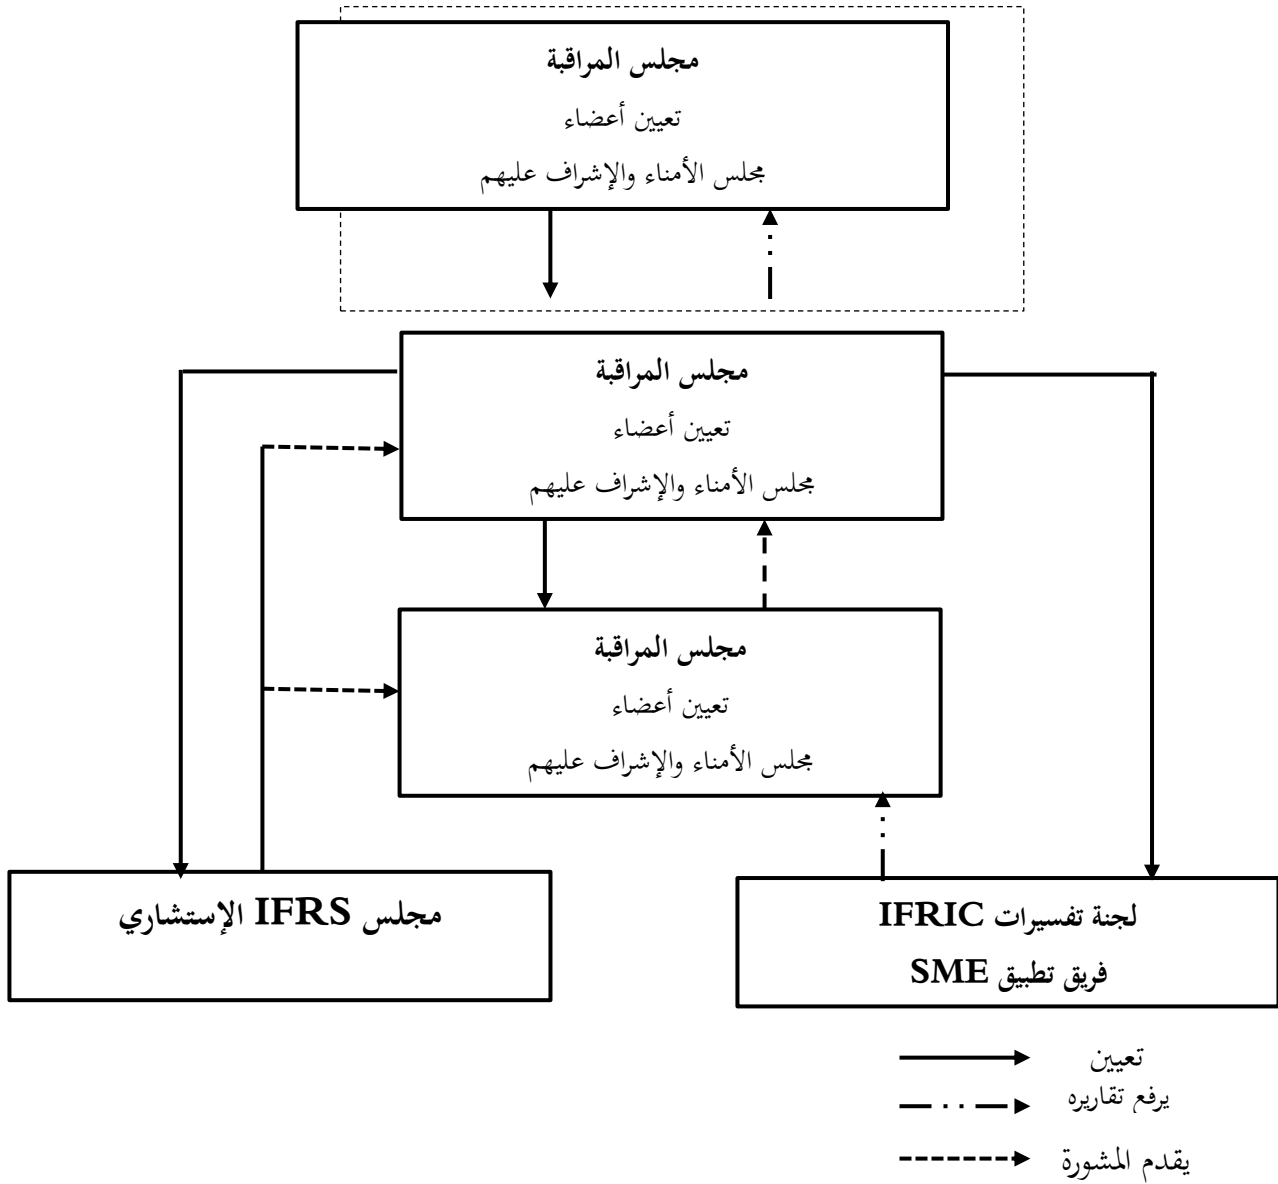 مجلس المراقبة
تعيين أعضاء
مجلس الأمناء والإشراف عليهم
مجلس المراقبة
تعيين أعضاء
مجلس الأمناء والإشراف عليهم
مجلس المراقبة
تعيين أعضاء
مجلس الأمناء والإشراف عليهم
لجنة تفسيرات IFRIC
فريق تطبيق SME
مجلس IFRS الإستشاري
تعيين
يرفع تقاريره
يقدم المشورة